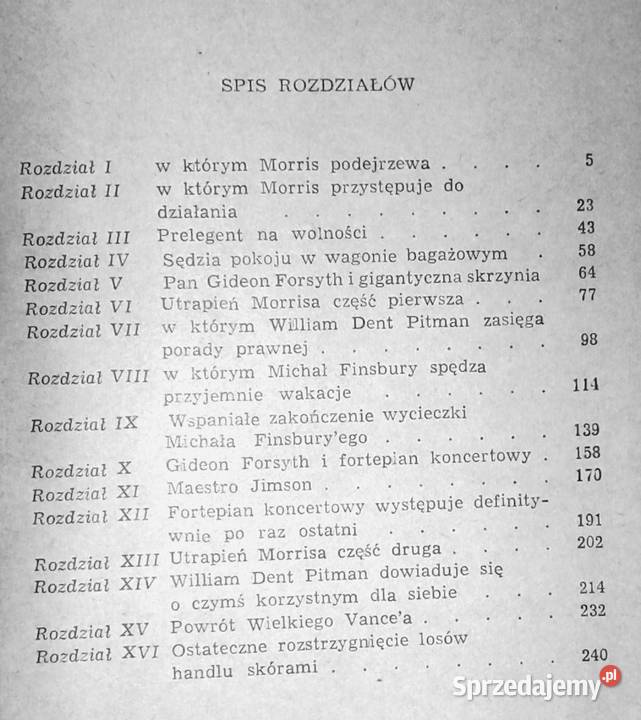 SPIS ROZDZIAŁÓW
Rozdział I w którym Morris podejrzewa . . . . 5
Rozdział II w którym Morris przystępuje do
działania . . . . . . . . . 23
Rozdział III Prelegent na wolności . . . . . . 43
Rozdział IV Sędzia pokoju w wagonie bagażowym . 58
Rozdział V Pan Gideon Forsyth i gigantyczna skrzynia 64
Rozdział VI Utrapień Morrisa część pierwsza . . . 77
Rozdział VII w którym William Dent Pitman zasięga
porady prawnej . . . . . . . . 98
Rozdział VIII w którym Michał Finsbury spędza
przyjemnie wakacje . . . . . . 114
Rozdział IX Wspaniałe zakończenie wycieczki
Michała Finsbury'ego . . . . . . 139
Rozdział X Gideon Forsyth i fortepian koncertowy . 158
Rozdział XI Maestro Jimson . . . . . . . . 170
Rozdział XII Fortepian koncertowy występuje definity-
wnie po raz ostatni . . . . . . 191
Rozdział XIII Utrapień Morrisa część druga . . . . 202
Rozdział XIV William Dent Pitman dowiaduje się
o czymś korzystnym dla siebie . . . 214
Rozdział XV Powrót Wielkiego Vance'a . . . . . 232
Rozdział XVI Ostateczne rozstrzygnięcie losów
handlu skórami . . . . . . . . 240
Sprzedajemy.pl